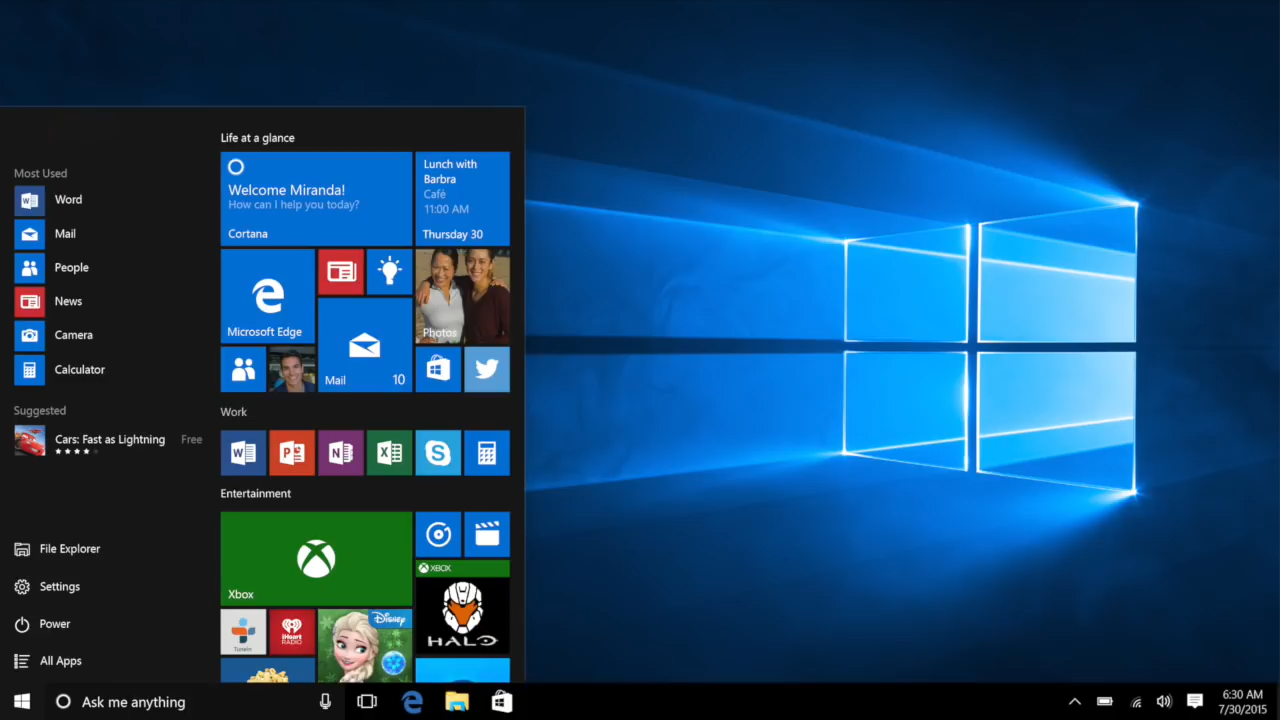 Most Used
Word
Mail
People
News
Camera
Calculator
Suggested
Cars: Fast as Lightning Free
File Explorer
Settings
Power
All Apps
Life at a glance
Welcome Miranda!
How can I help you today?
Cortana
Lunch with
Barbra
Café
11:00 AM
Thursday 30
Microsoft Edge
Mail 10
Photos
Work
W
P
N
X
S
Entertainment
Xbox
XBOX
HALO
TuneIn
iHeart
RADIO
Disney
Ask me anything
6:30 AM
7/30/2015